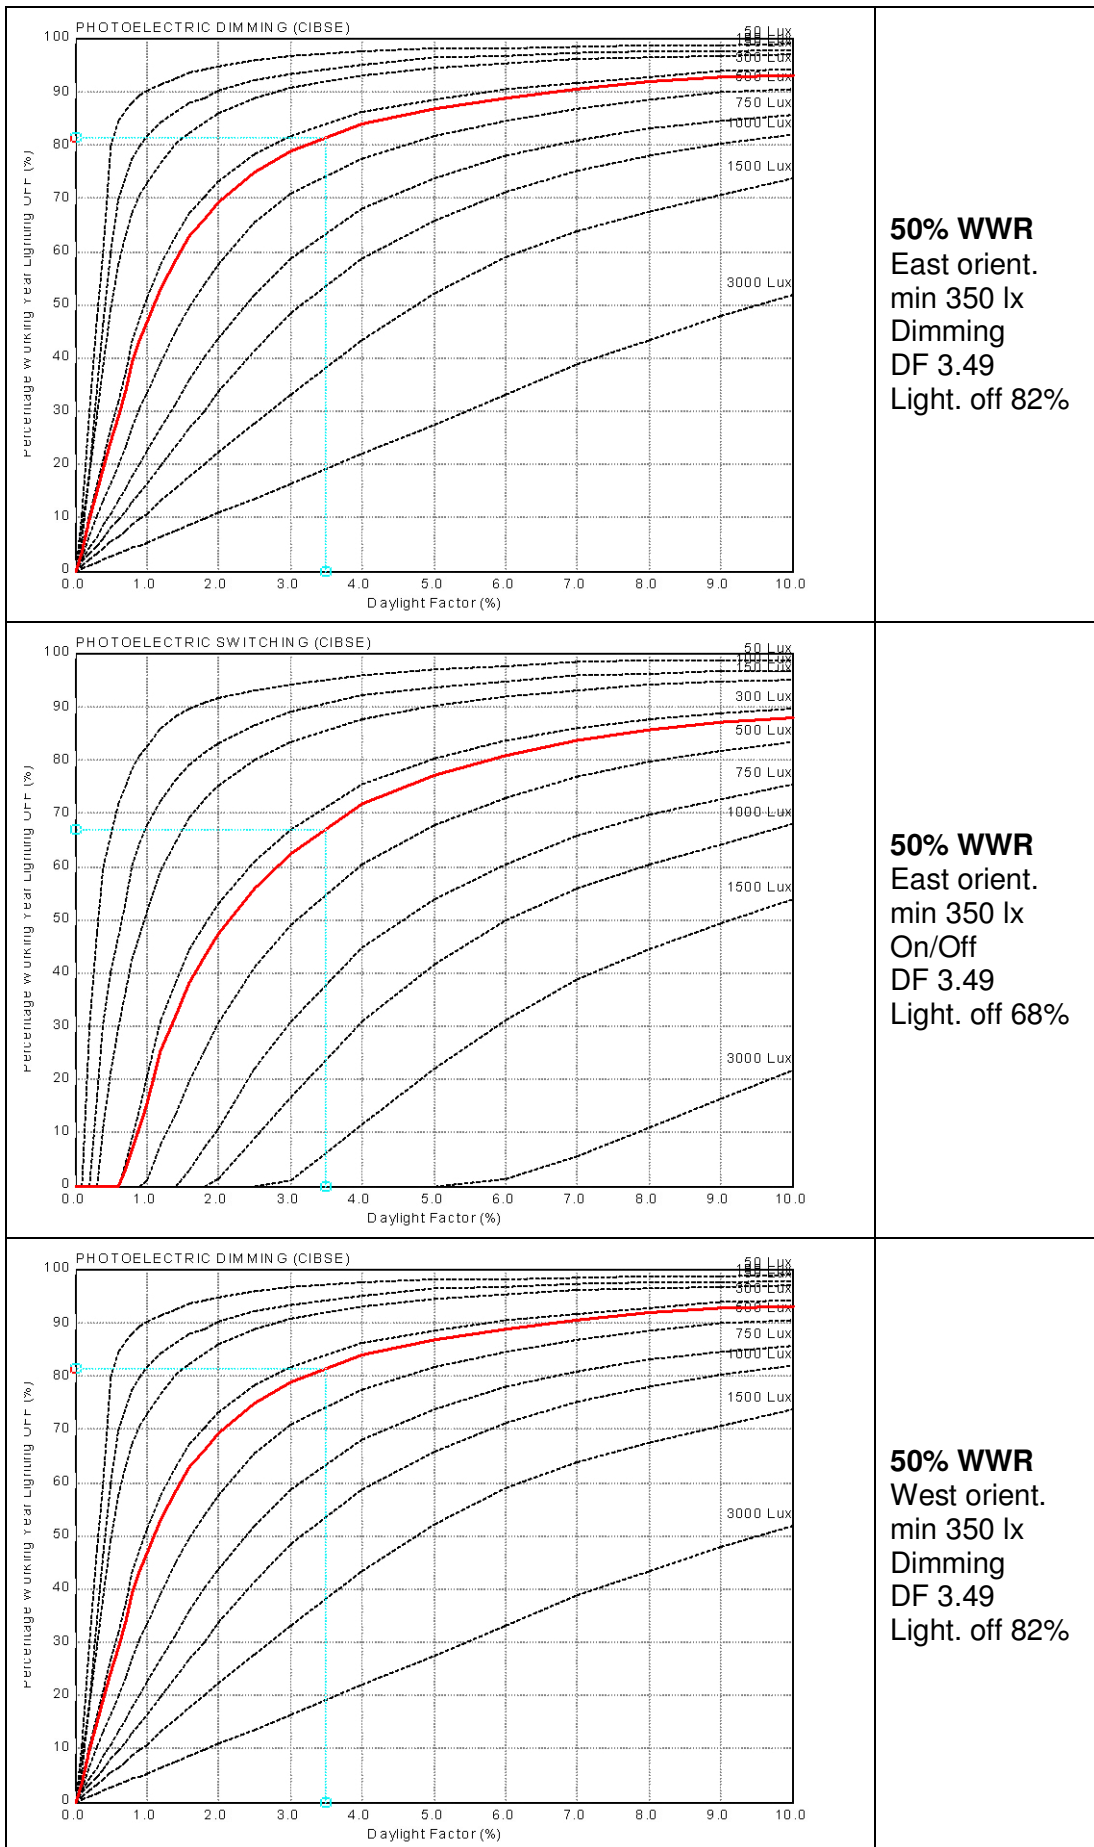 PHOTOELECTRIC DIMMING (CIBSE)
100
90
80
70
60
50
40
30
20
10
0
50 Lux
300 Lux
750 Lux
1000 Lux
1500 Lux
3000 Lux
0.0 1.0 2.0 3.0 4.0 5.0 6.0 7.0 8.0 9.0 10.0
Daylight Factor (%)
50% WWR
East orient.
min 350 lx
Dimming
DF 3.49
Light. off 82%
PHOTOELECTRIC SWITCHING (CIBSE)
100
90
80
70
60
50
40
30
20
10
0
50 Lux
150 Lux
300 Lux
500 Lux
750 Lux
1000 Lux
1500 Lux
3000 Lux
0.0 1.0 2.0 3.0 4.0 5.0 6.0 7.0 8.0 9.0 10.0
Daylight Factor (%)
50% WWR
East orient.
min 350 lx
On/Off
DF 3.49
Light. off 68%
PHOTOELECTRIC DIMMING (CIBSE)
100
90
80
70
60
50
40
30
20
10
0
50 Lux
300 Lux
750 Lux
1000 Lux
1500 Lux
3000 Lux
0.0 1.0 2.0 3.0 4.0 5.0 6.0 7.0 8.0 9.0 10.0
Daylight Factor (%)
50% WWR
West orient.
min 350 lx
Dimming
DF 3.49
Light. off 82%